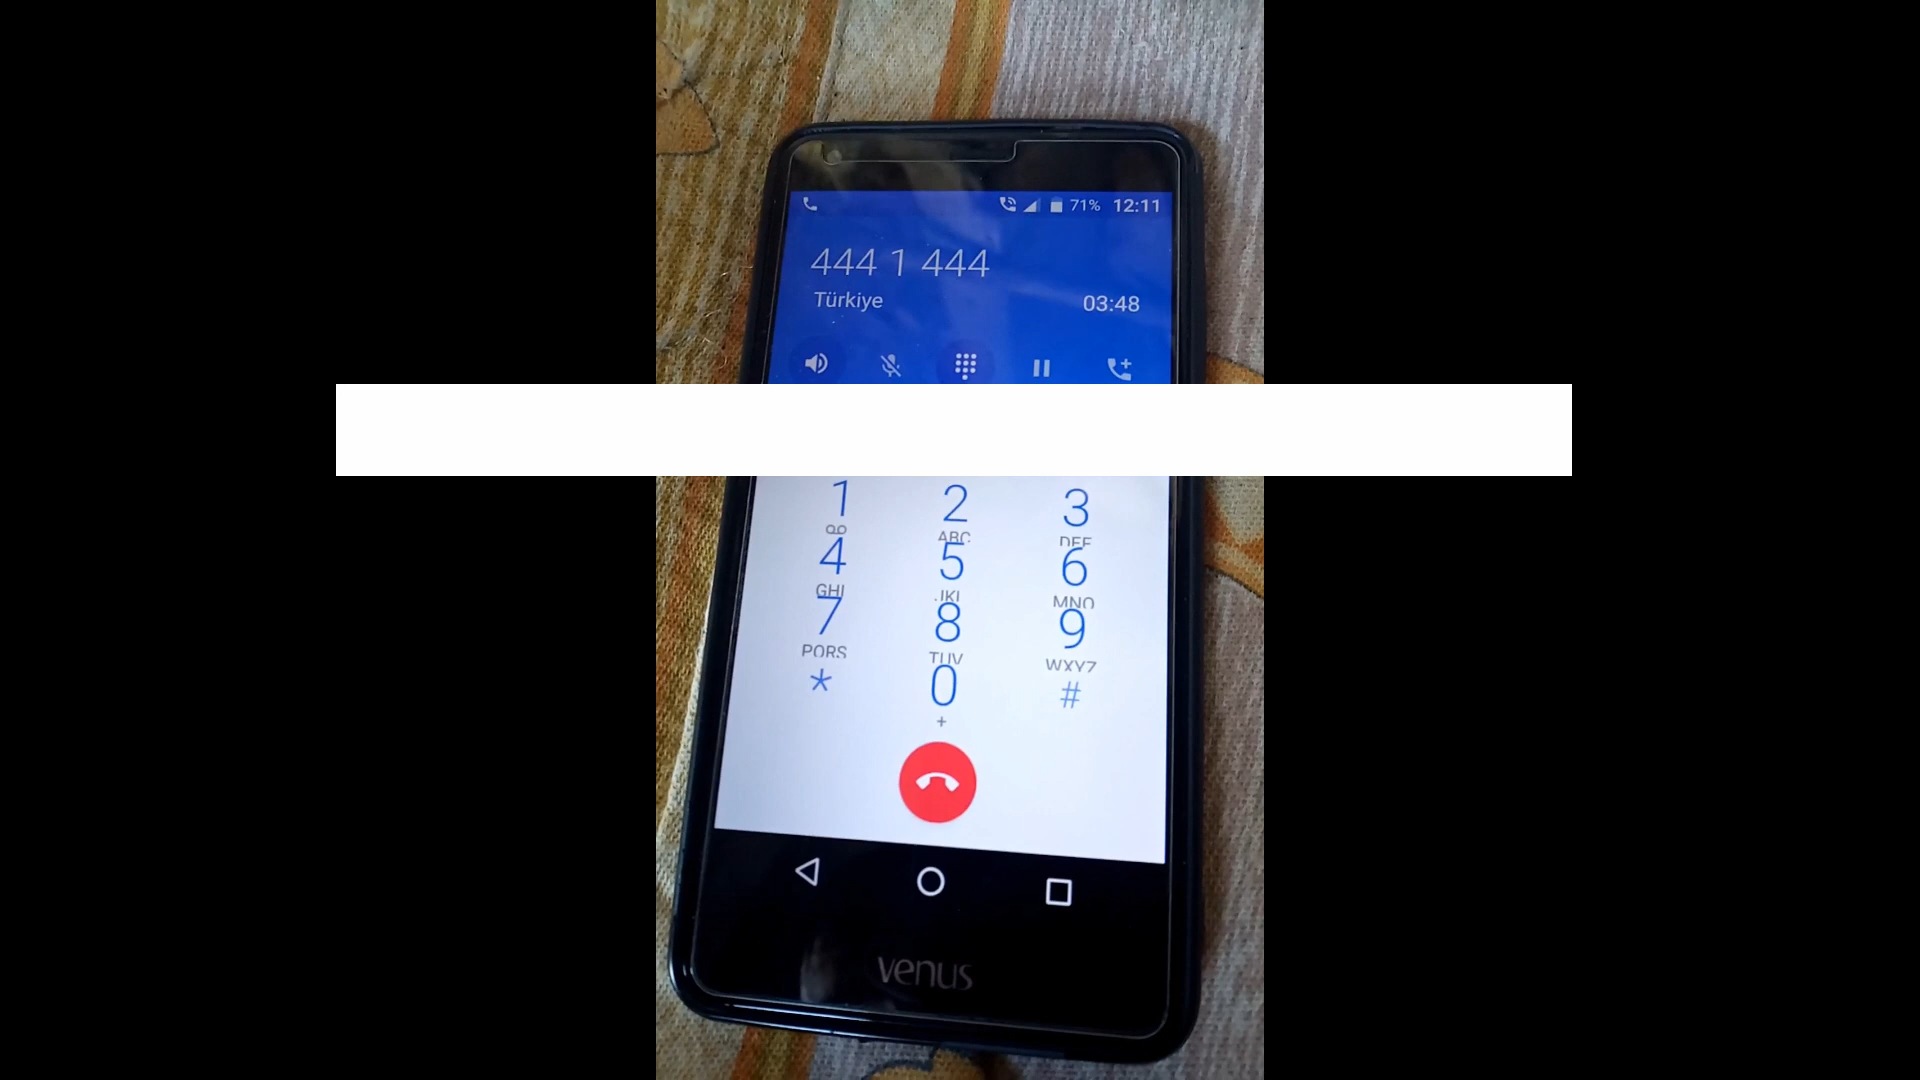 71% 12:11
444 1 444
Türkiye 03:48
1 2 3
ABC DEF
4 5 6
GHI JKL MNO
7 8 9
PQRS TUV WXYZ
* 0 #
+
venus